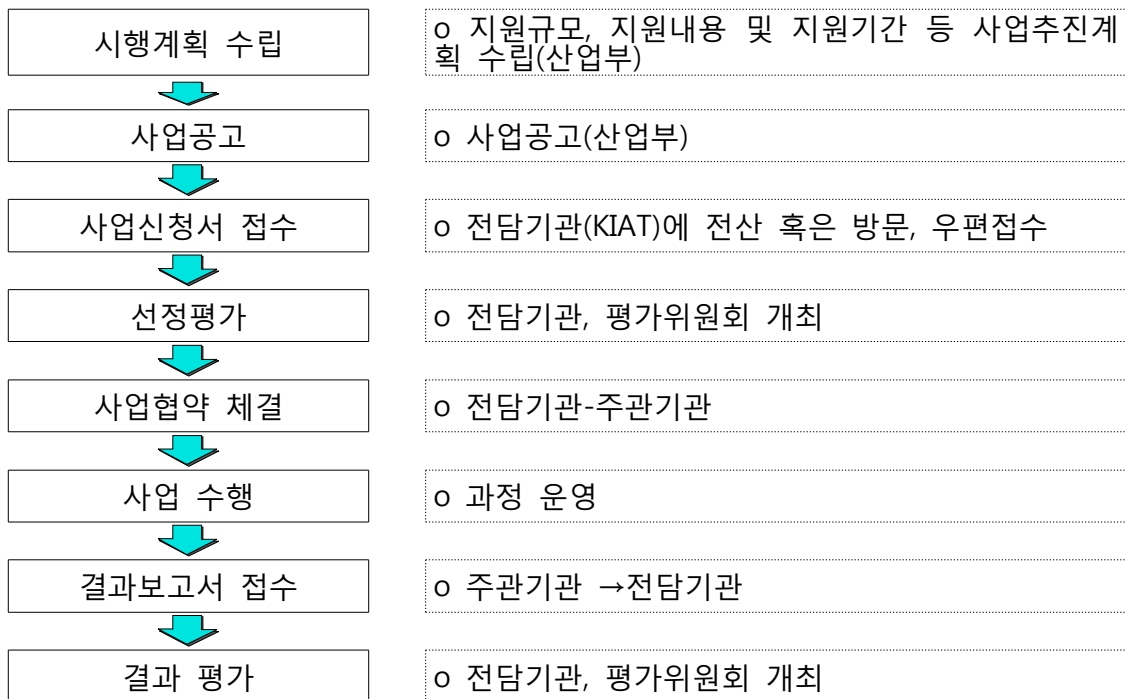 시행계획 수립
o 지원규모, 지원내용 및 지원기간 등 사업추진계
획 수립(산업부)
사업공고
o 사업공고(산업부)
사업신청서 접수
o 전담기관(KIAT)에 전산 혹은 방문, 우편접수
선정평가
o 전담기관, 평가위원회 개최
사업협약 체결
o 전담기관-주관기관
사업 수행
o 과정 운영
결과보고서 접수
o 주관기관 →전담기관
결과 평가
o 전담기관, 평가위원회 개최